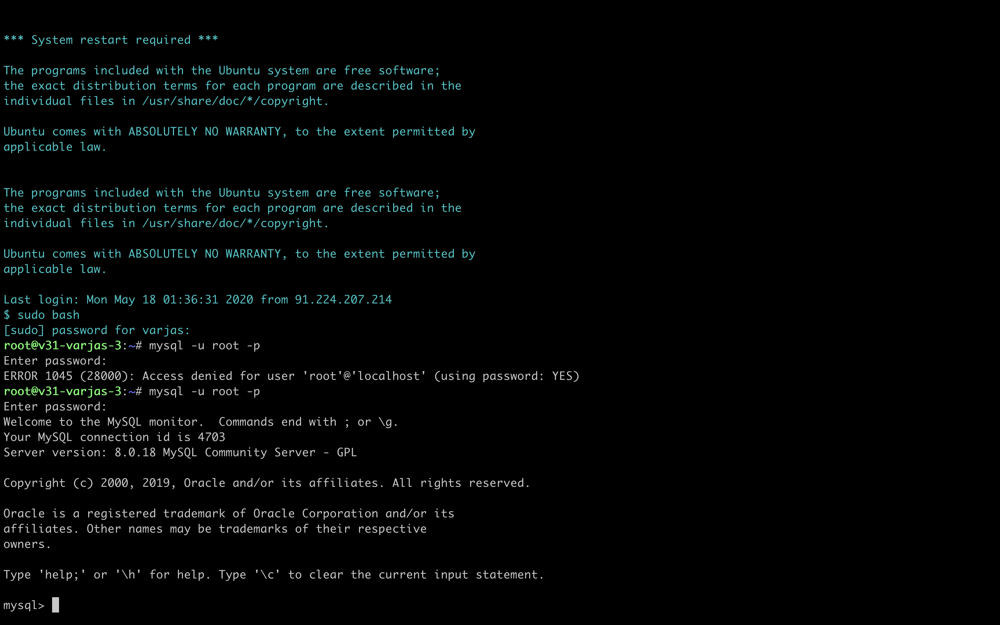 *** System restart required ***
The programs included with the Ubuntu system are free software;
the exact distribution terms for each program are described in the
individual files in /usr/share/doc/*/copyright.
Ubuntu comes with ABSOLUTELY NO WARRANTY, to the extent permitted by
applicable law.
The programs included with the Ubuntu system are free software;
the exact distribution terms for each program are described in the
individual files in /usr/share/doc/*/copyright.
Ubuntu comes with ABSOLUTELY NO WARRANTY, to the extent permitted by
applicable law.
Last login: Mon May 18 01:36:31 2020 from 91.224.207.214
$ sudo bash
[sudo] password for varjas:
root@v31-varjas-3:~# mysql -u root -p
Enter password:
ERROR 1045 (28000): Access denied for user 'root'@'localhost' (using password: YES)
root@v31-varjas-3:~# mysql -u root -p
Enter password:
Welcome to the MySQL monitor.  Commands end with ; or \g.
Your MySQL connection id is 4703
Server version: 8.0.18 MySQL Community Server - GPL
Copyright (c) 2000, 2019, Oracle and/or its affiliates. All rights reserved.
Oracle is a registered trademark of Oracle Corporation and/or its
affiliates. Other names may be trademarks of their respective
owners.
Type 'help;' or '\h' for help. Type '\c' to clear the current input statement.
mysql>